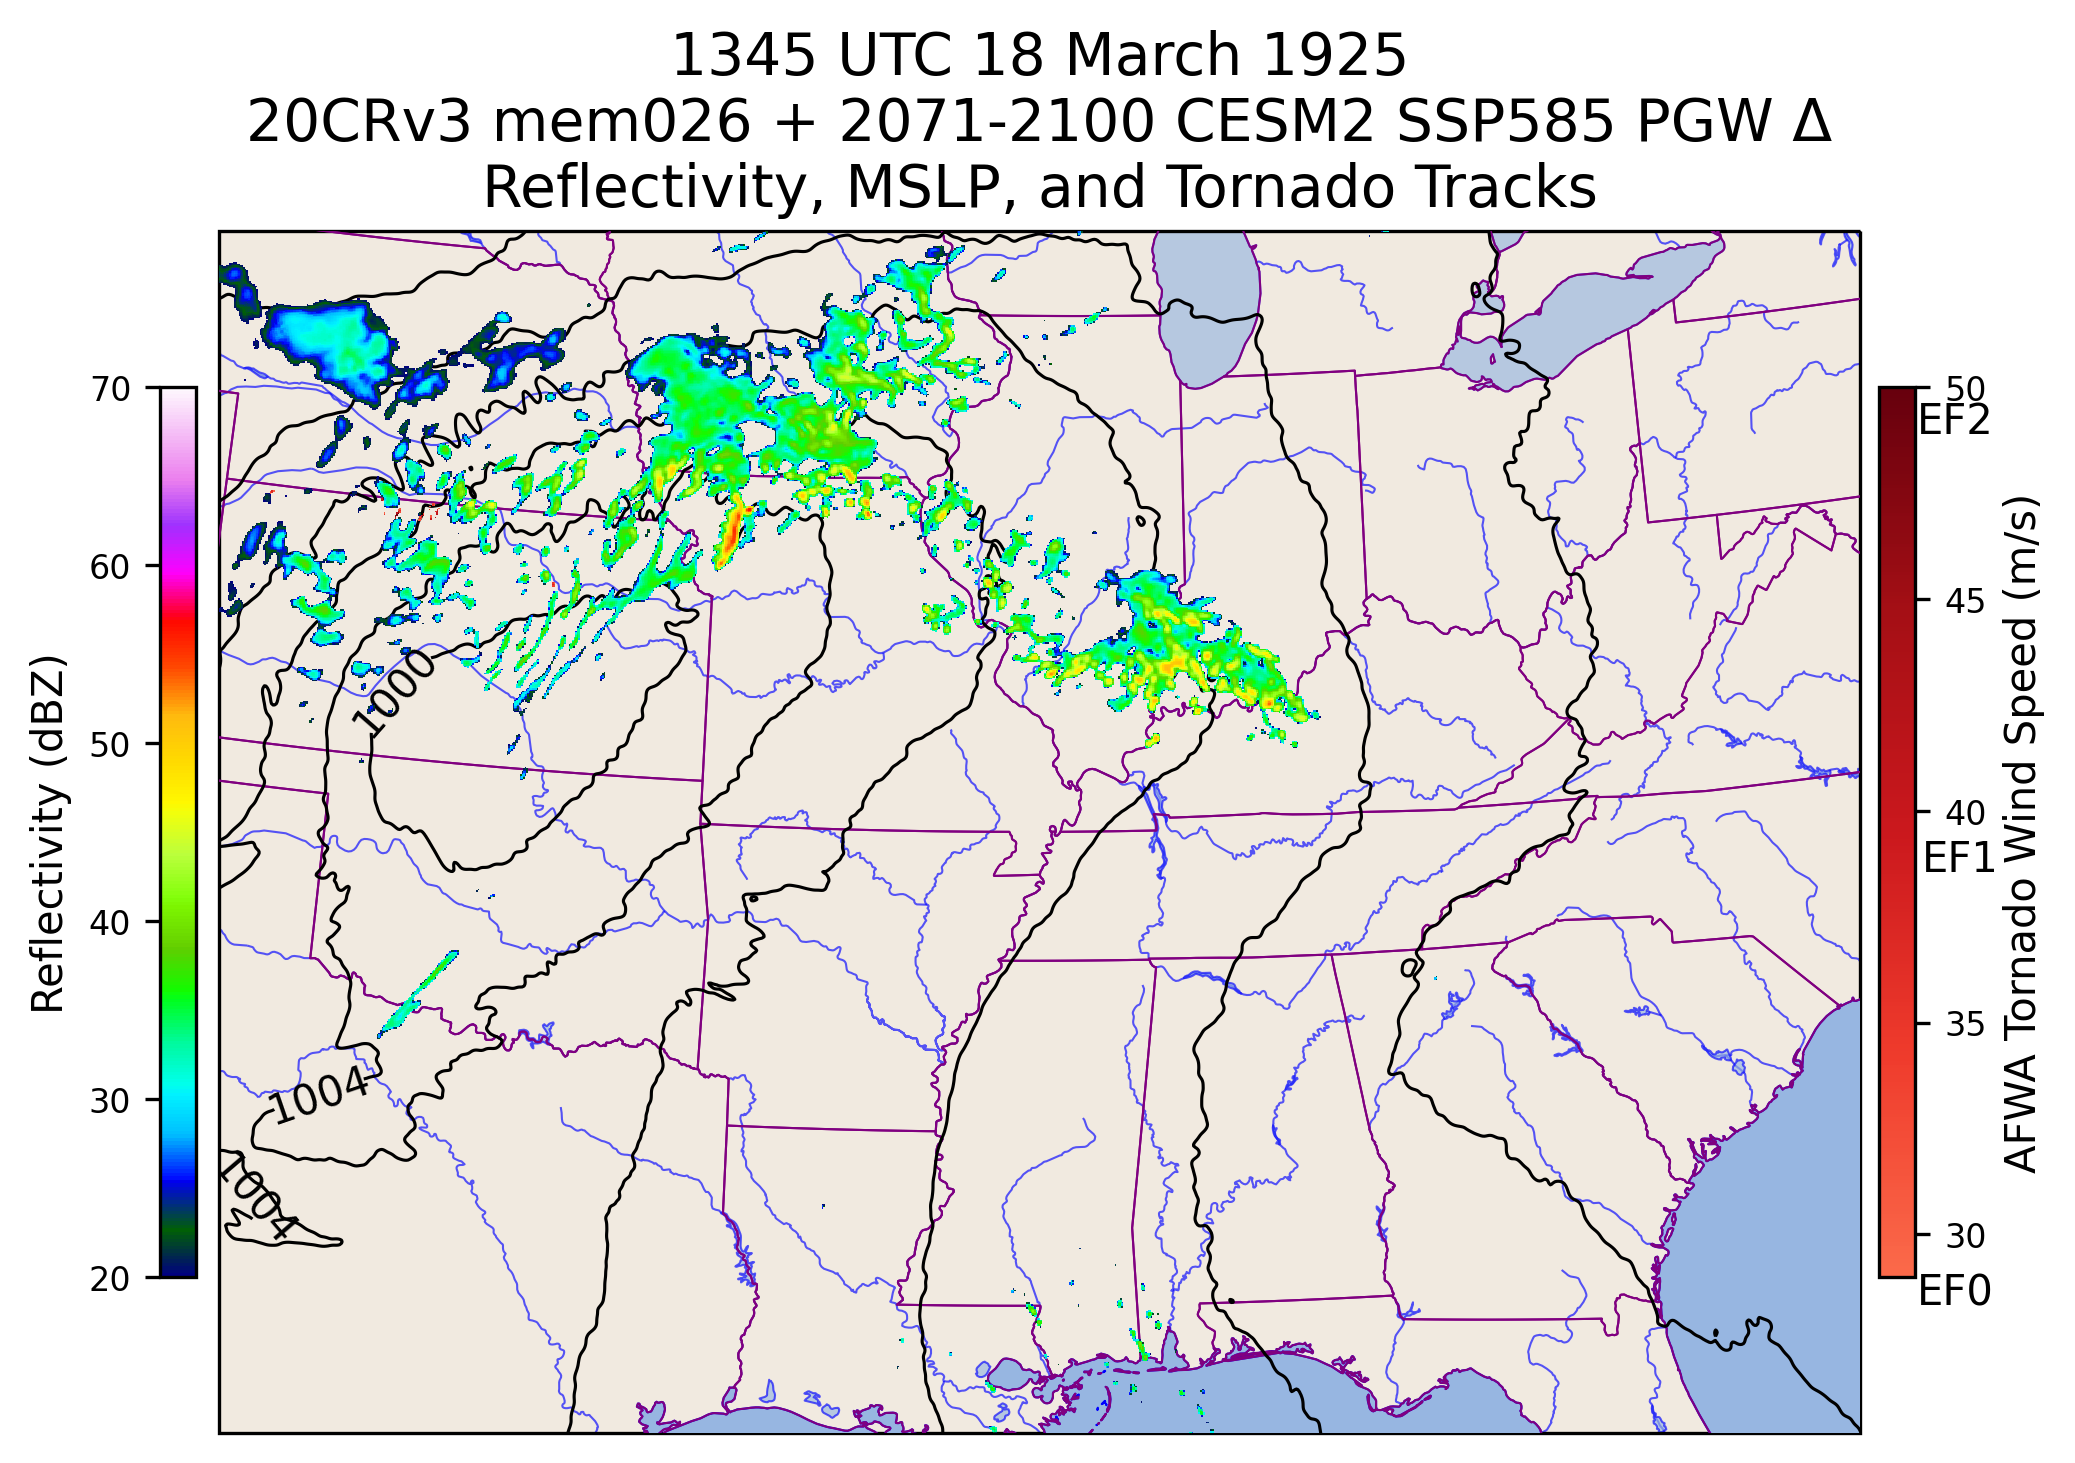 1345 UTC 18 March 1925
20CRv3 mem026 + 2071-2100 CESM2 SSP585 PGW Δ
Reflectivity, MSLP, and Tornado Tracks
70
60
50
40
30
20
Reflectivity (dBZ)
1000
1004
1004
50
EF2
45
40
EF1
35
30
EF0
AFWA Tornado Wind Speed (m/s)